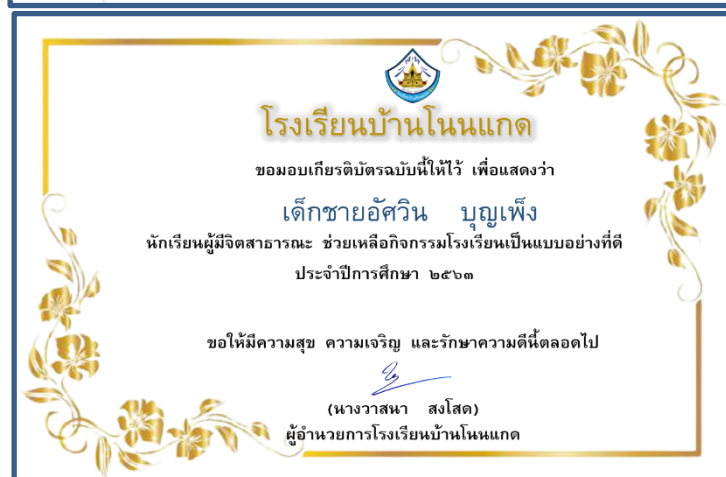 โรงเรียนบ้านโนนแกด
ขอมอบเกียรติบัตรฉบับนี้ให้ไว้ เพื่อแสดงว่า
เด็กชายอัศวิน บุญเพ็ง
นักเรียนผู้มีจิตสาธารณะ ช่วยเหลือกิจกรรมโรงเรียนเป็นแบบอย่างที่ดี
ประจำปีการศึกษา ๒๕๖๓
ขอให้มีความสุข ความเจริญ และรักษาความดีนี้ตลอดไป
(นางวาสนา สงโสด)
ผู้อำนวยการโรงเรียนบ้านโนนแกด